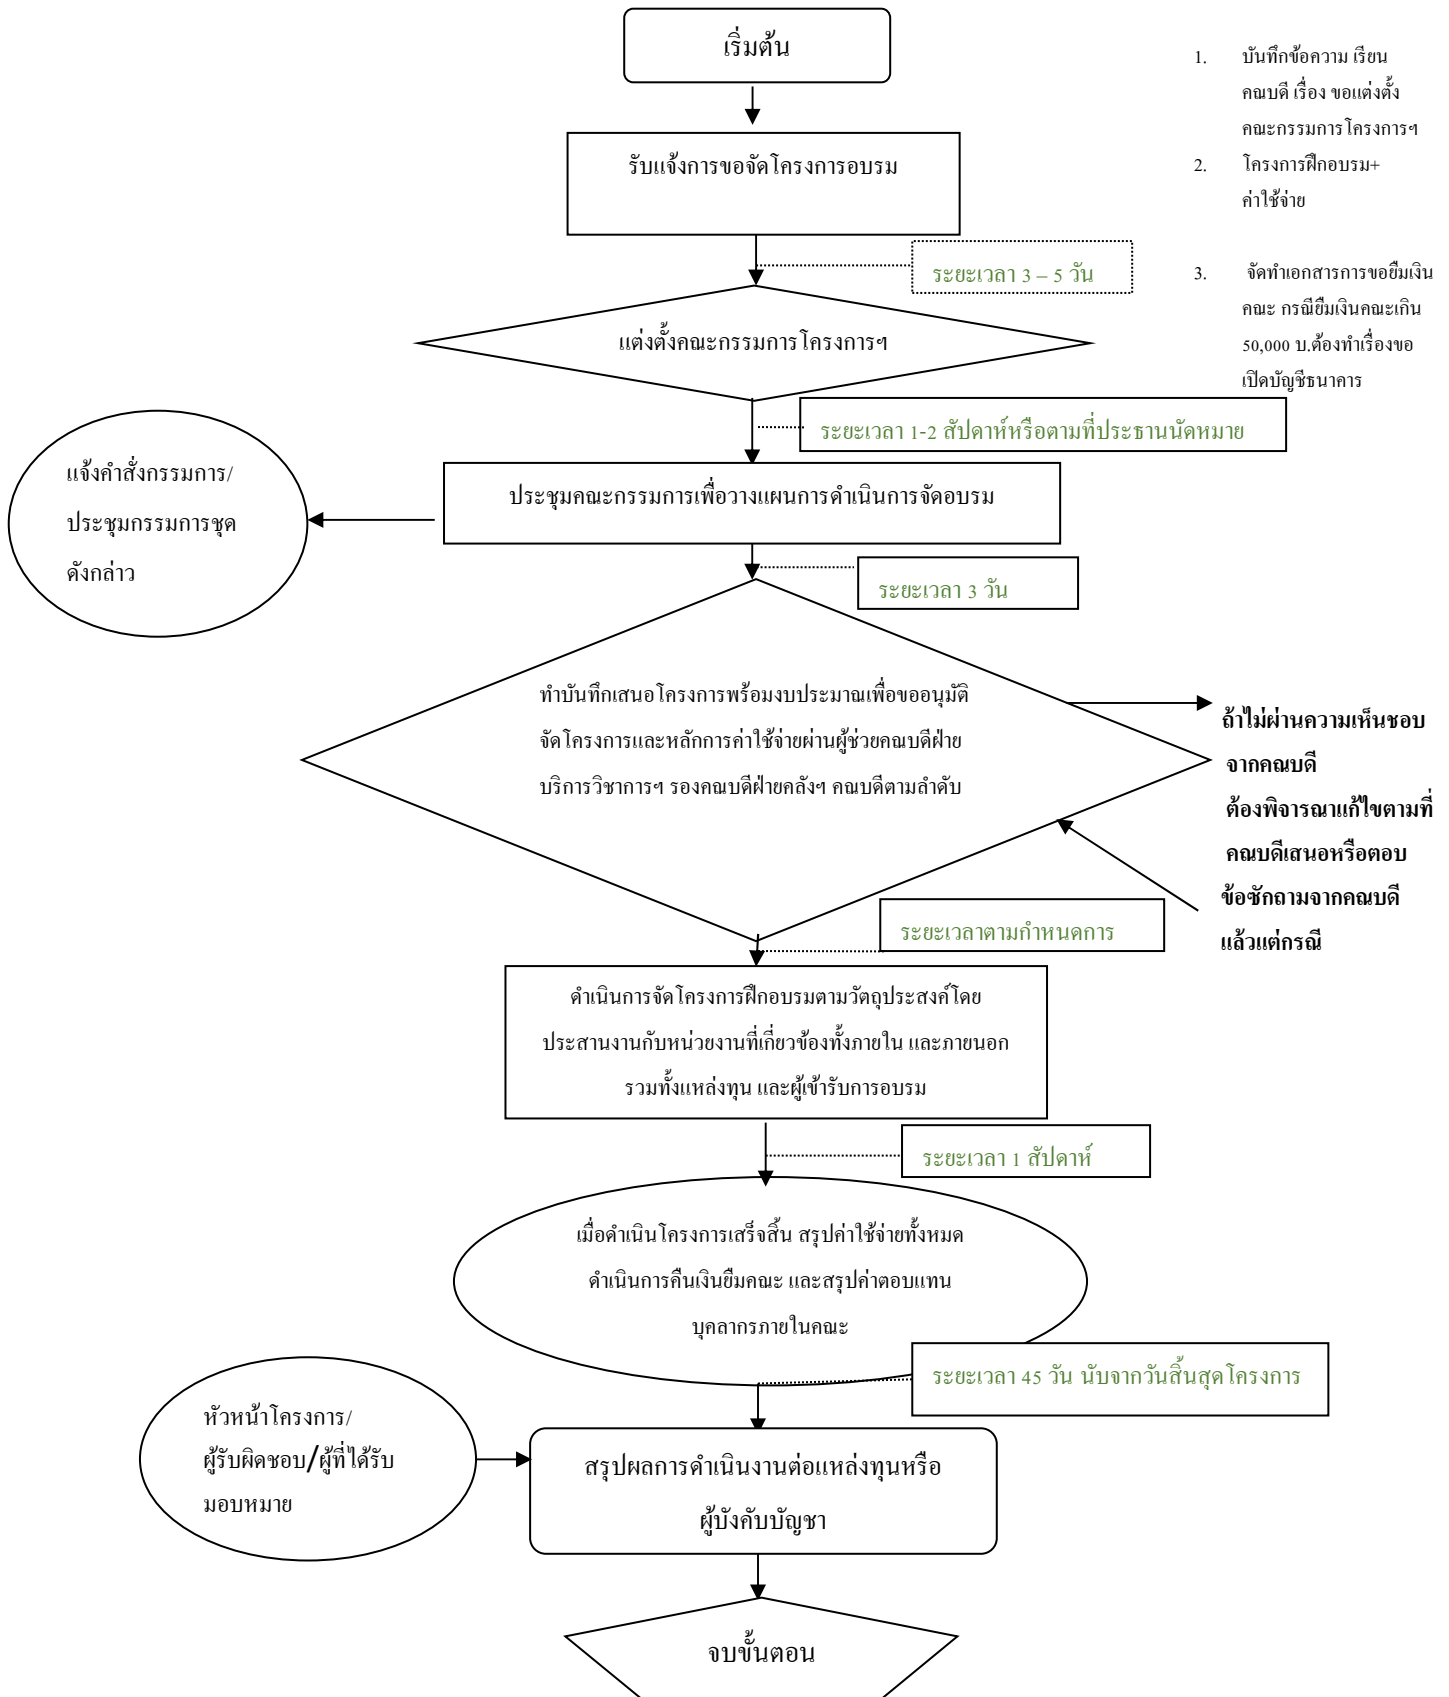 เริ่มต้น
1. บันทึกข้อความ เรียน
คณบดี เรื่อง ขอแต่งตั้ง
คณะกรรมการโครงการฯ
2. โครงการฝึกอบรม+
ค่าใช้จ่าย
3. จัดทำเอกสารการขอยืมเงิน
คณะ กรณียืมเงินคณะเกิน
50,000 บ.ต้องทำเรื่องขอ
เปิดบัญชีธนาคาร
รับแจ้งการขอจัดโครงการอบรม
ระยะเวลา 3 – 5 วัน
แต่งตั้งคณะกรรมการโครงการฯ
ระยะเวลา 1-2 สัปดาห์หรือตามที่ประธานนัดหมาย
ประชุมคณะกรรมการเพื่อวางแผนการดำเนินการจัดอบรม
แจ้งคำสั่งกรรมการ/
ประชุมกรรมการชุด
ดังกล่าว
ระยะเวลา 3 วัน
ทำบันทึกเสนอโครงการพร้อมงบประมาณเพื่อขออนุมัติ
จัดโครงการและหลักการค่าใช้จ่ายผ่านผู้ช่วยคณบดีฝ่าย
บริการวิชาการฯ รองคณบดีฝ่ายคลังฯ คณบดีตามลำดับ
ถ้าไม่ผ่านความเห็นชอบ
จากคณบดี
ต้องพิจารณาแก้ไขตามที่
คณบดีเสนอหรือตอบ
ข้อซักถามจากคณบดี
แล้วแต่กรณี
ระยะเวลาตามกำหนดการ
ดำเนินการจัดโครงการฝึกอบรมตามวัตถุประสงค์โดย
ประสานงานกับหน่วยงานที่เกี่ยวข้องทั้งภายใน และภายนอก
รวมทั้งแหล่งทุน และผู้เข้ารับการอบรม
ระยะเวลา 1 สัปดาห์
เมื่อดำเนินโครงการเสร็จสิ้น สรุปค่าใช้จ่ายทั้งหมด
ดำเนินการคืนเงินยืมคณะ และสรุปค่าตอบแทน
บุคลากรภายในคณะ
ระยะเวลา 45 วัน นับจากวันสิ้นสุดโครงการ
หัวหน้าโครงการ/
ผู้รับผิดชอบ/ผู้ที่ได้รับ
มอบหมาย
สรุปผลการดำเนินงานต่อแหล่งทุนหรือ
ผู้บังคับบัญชา
จบขั้นตอน